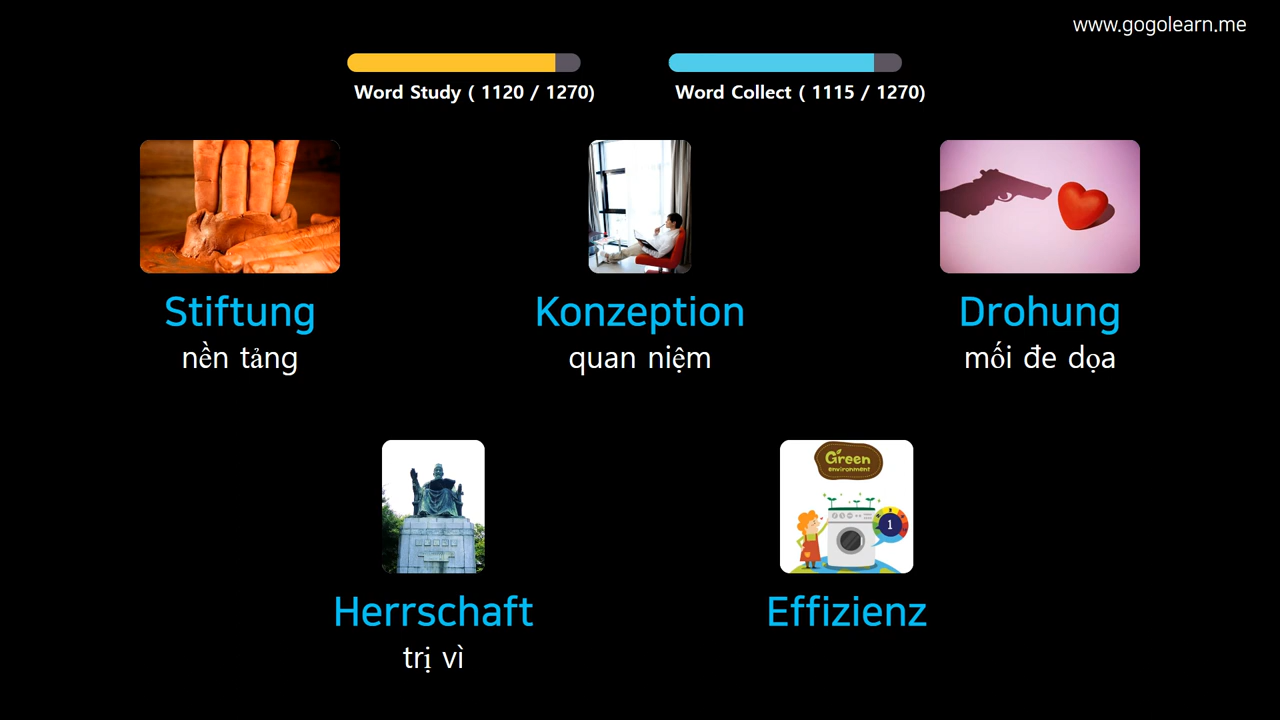 www.gogolearn.me
Word Study ( 1120 / 1270)
Word Collect ( 1115 / 1270)
Stiftung
nền tảng
Konzeption
quan niệm
Drohung
mối đe dọa
Herrschaft
trị vì
Green
environment
1
Effizienz